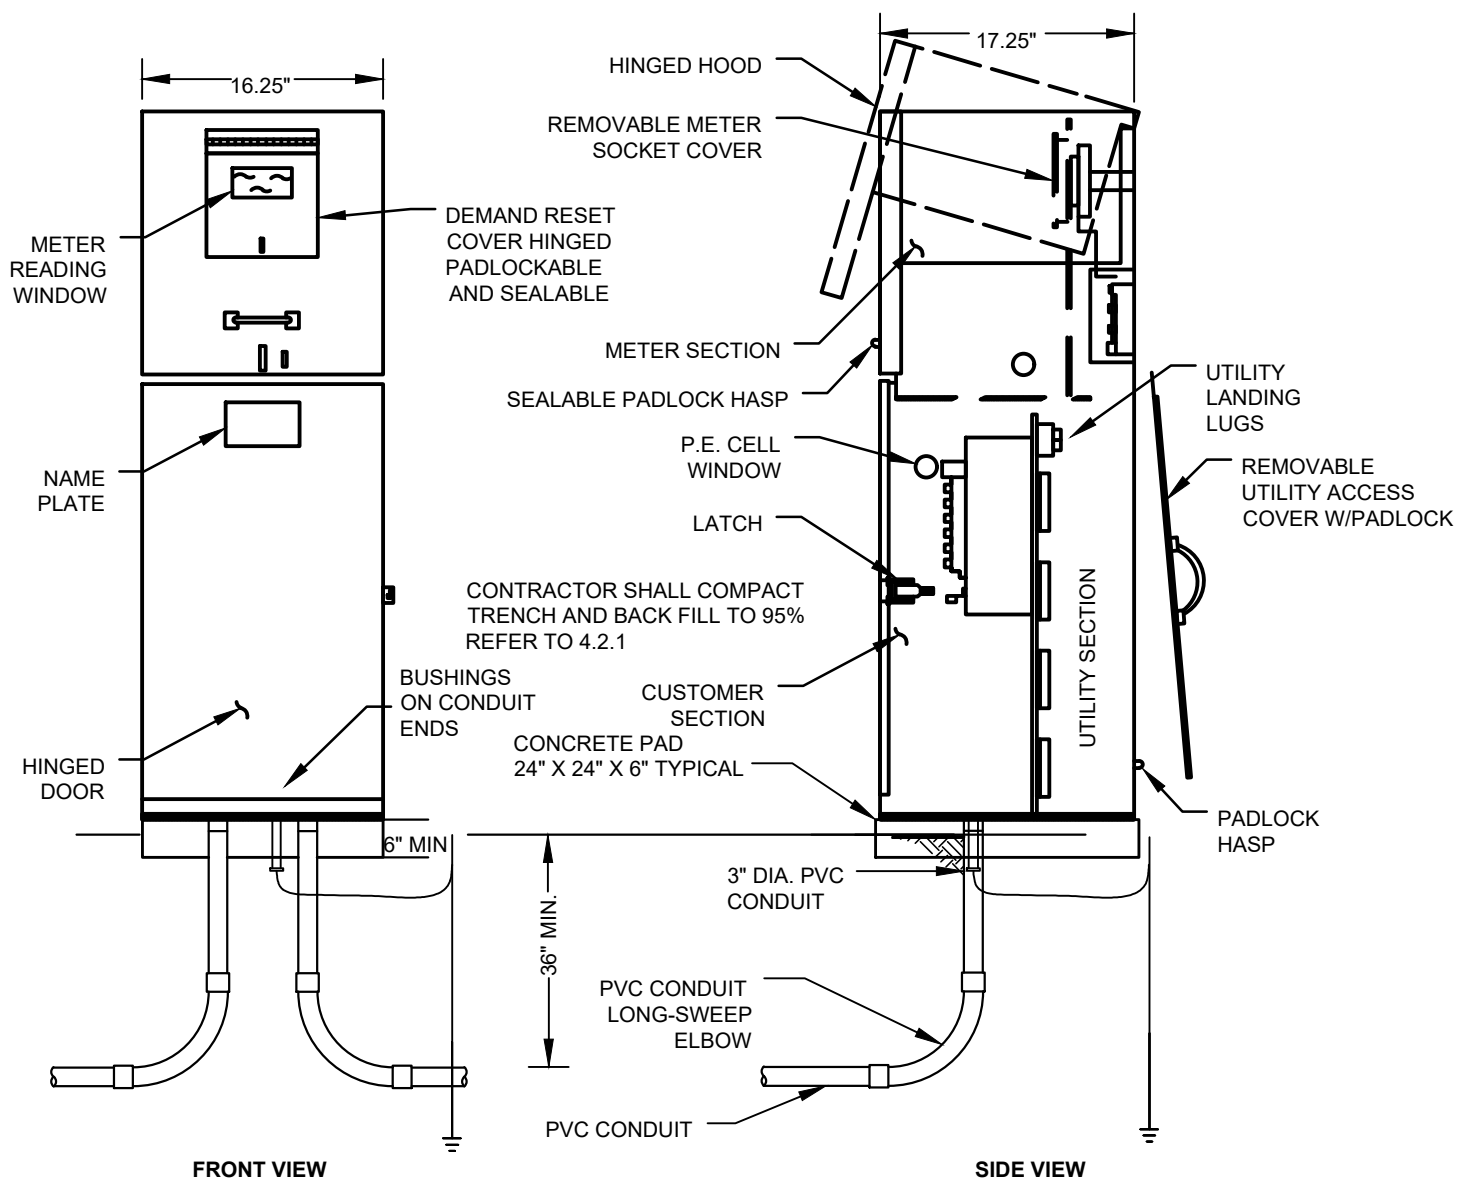 17.25"
16.25"
HINGED HOOD
REMOVABLE METER
SOCKET COVER
METER
READING
WINDOW
DEMAND RESET
COVER HINGED
PADLOCKABLE
AND SEALABLE
METER SECTION
SEALABLE PADLOCK HASP
UTILITY
LANDING
LUGS
P.E. CELL
WINDOW
NAME
PLATE
REMOVABLE
UTILITY ACCESS
COVER W/PADLOCK
LATCH
CONTRACTOR SHALL COMPACT
TRENCH AND BACK FILL TO 95%
REFER TO 4.2.1
UTILITY SECTION
BUSHINGS
ON CONDUIT
ENDS
CUSTOMER
SECTION
CONCRETE PAD
24" X 24" X 6" TYPICAL
HINGED
DOOR
PADLOCK
HASP
6" MIN
3" DIA. PVC
CONDUIT
36" MIN.
PVC CONDUIT
LONG-SWEEP
ELBOW
PVC CONDUIT
FRONT VIEW
SIDE VIEW